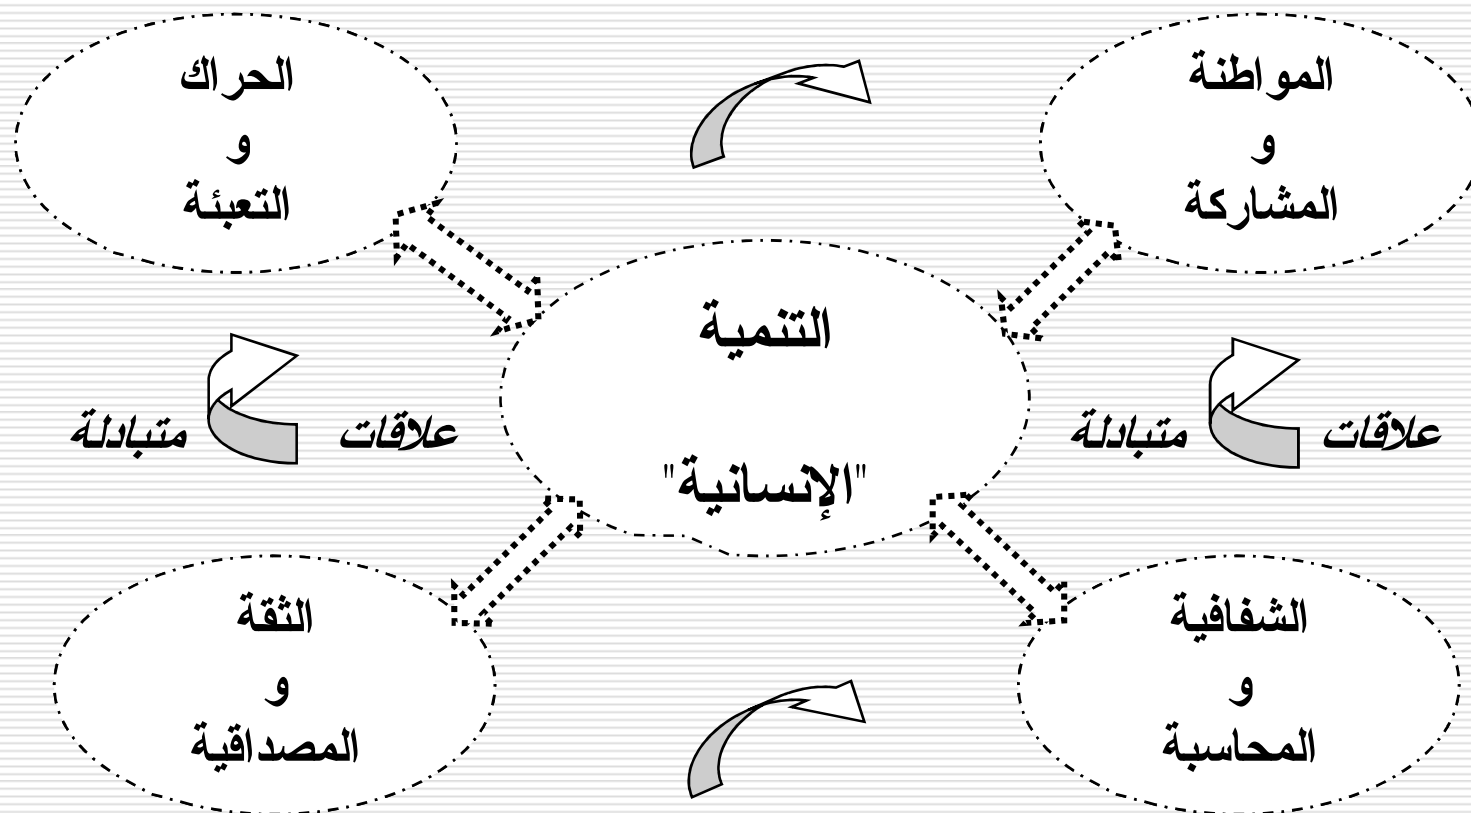 المواطنة
و
المشاركة
الحراك
و
التعبئة
التنمية
"الإنسانية"
علاقات متبادلة
علاقات متبادلة
الشفافية
و
المحاسبة
الثقة
و
المصداقية